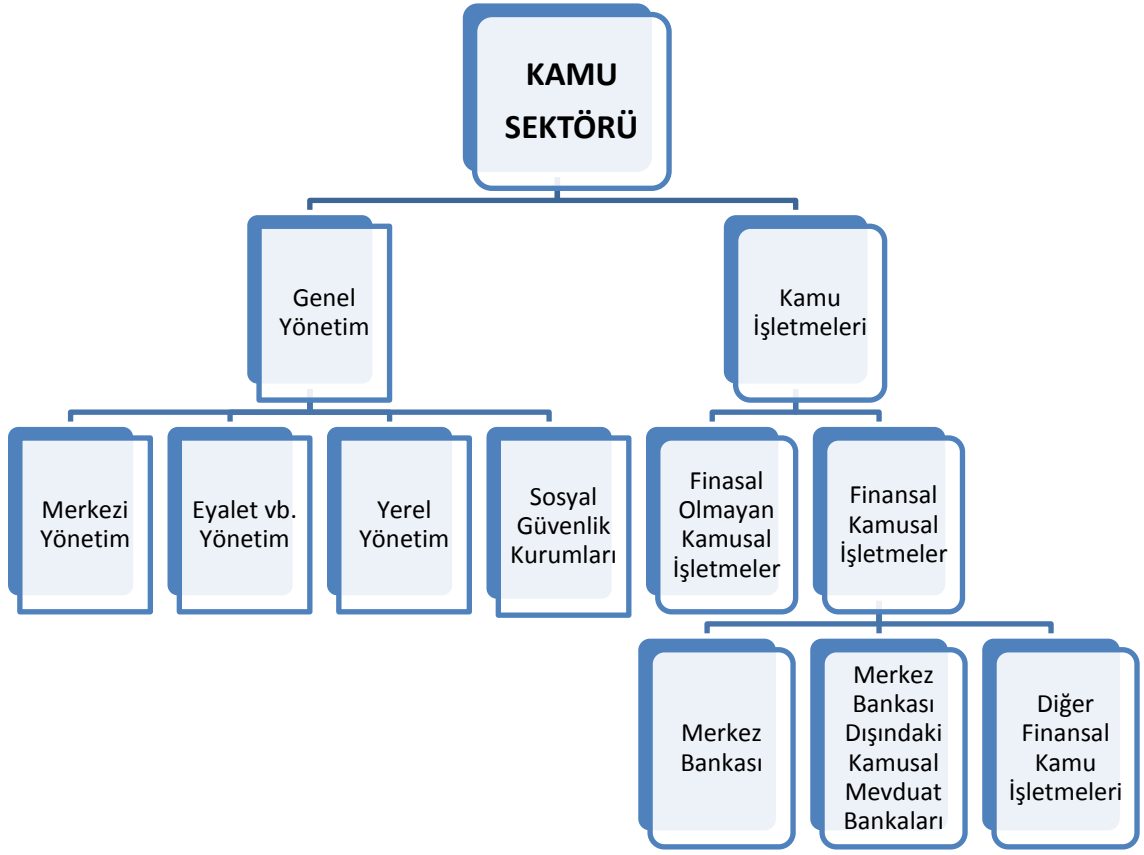 KAMU
SEKTÖRÜ
Genel
Yönetim
Kamu
İşletmeleri
Merkezi
Yönetim
Eyalet vb.
Yönetim
Yerel
Yönetim
Sosyal
Güvenlik
Kurumları
Finasal
Olmayan
Kamusal
İşletmeler
Finansal
Kamusal
İşletmeler
Merkez
Bankası
Merkez
Bankası
Dışındaki
Kamusal
Mevduat
Bankaları
Diğer
Finansal
Kamu
İşletmeleri